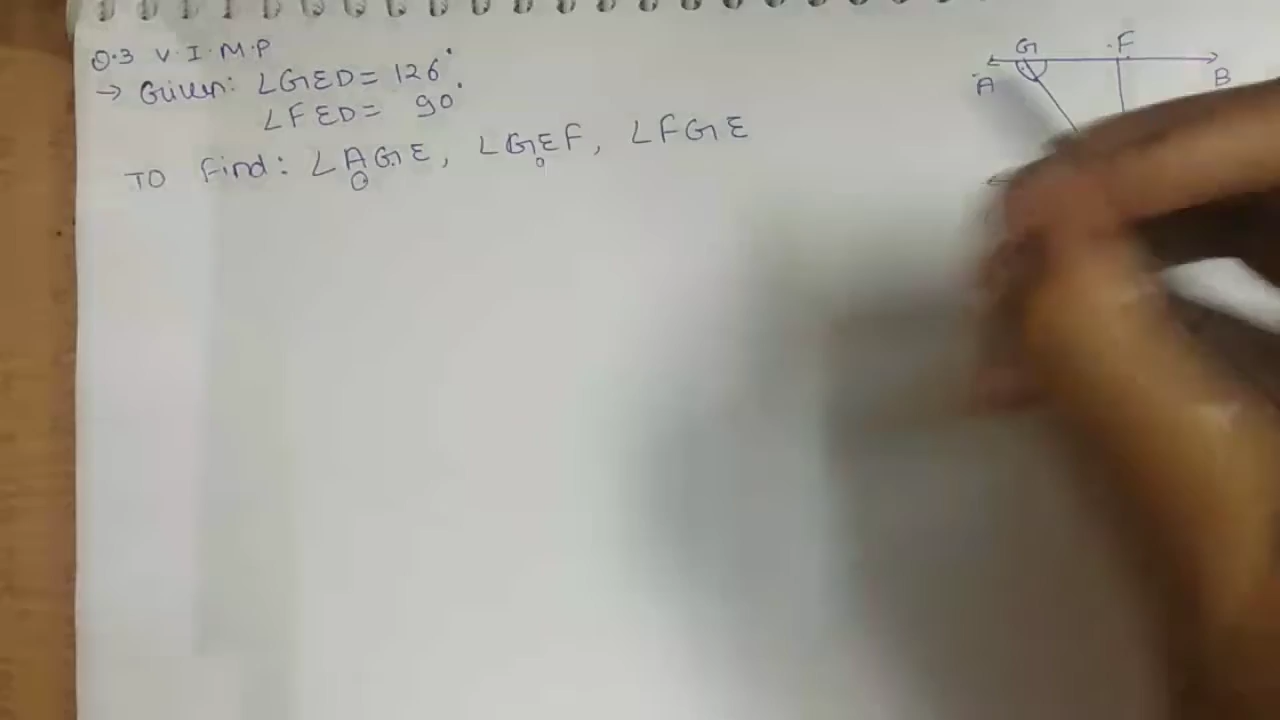 Q.3 V.I.M.P
→ Given: ∠GED = 126°
∠FED = 90°
To find: ∠AGE, ∠GEF, ∠FGE
G F
A B